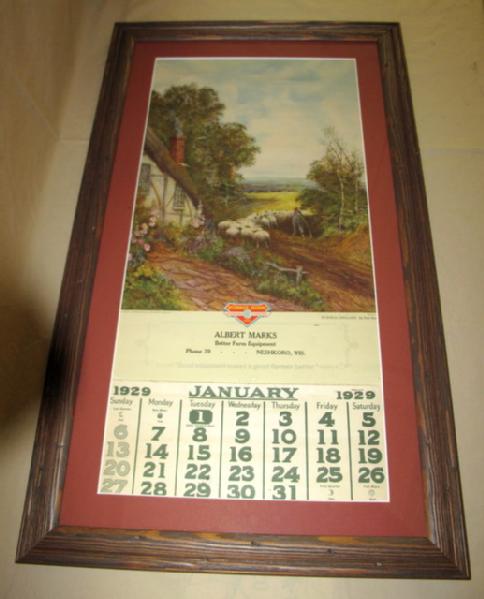 ALBERT MARKS
Better Farm Equipment
Phone 70 . . . NESHKORO, WIS.
1929 JANUARY 1929
Sunday Monday Tuesday Wednesday Thursday Friday Saturday
1 2 3 4 5
6 7 8 9 10 11 12
13 14 15 16 17 18 19
20 21 22 23 24 25 26
27 28 29 30 31